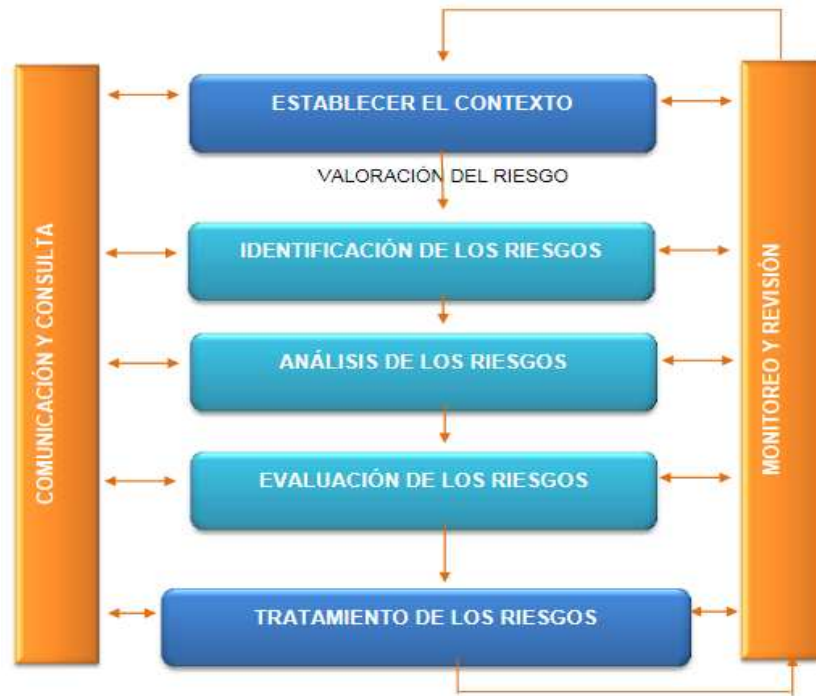 ESTABLECER EL CONTEXTO
VALORACIÓN DEL RIESGO
IDENTIFICACIÓN DE LOS RIESGOS
ANÁLISIS DE LOS RIESGOS
EVALUACIÓN DE LOS RIESGOS
TRATAMIENTO DE LOS RIESGOS
COMUNICACIÓN Y CONSULTA
MONITOREO Y REVISIÓN